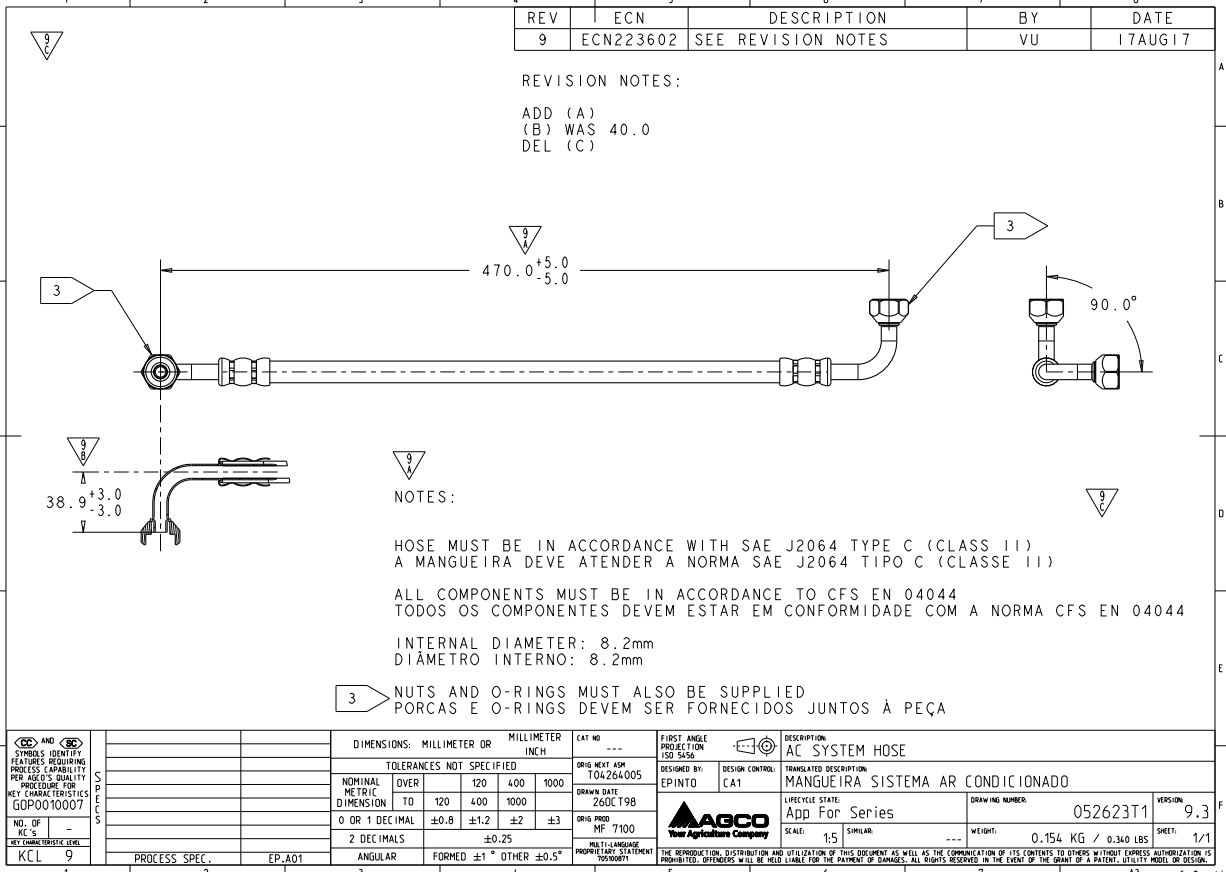 REV ECN DESCRIPTION BY DATE
9 ECN223602 SEE REVISION NOTES VU 17AUG17
9 C
REVISION NOTES:
ADD (A)
(B) WAS 40.0
DEL (C)
A
B
9 A
3
470.0 +5.0 -5.0
3
90.0°
C
9 B
38.9 +3.0 -3.0
9 A
9 C
D
NOTES:
HOSE MUST BE IN ACCORDANCE WITH SAE J2064 TYPE C (CLASS II)
A MANGUEIRA DEVE ATENDER A NORMA SAE J2064 TIPO C (CLASSE II)
ALL COMPONENTS MUST BE IN ACCORDANCE TO CFS EN 04044
TODOS OS COMPONENTES DEVEM ESTAR EM CONFORMIDADE COM A NORMA CFS EN 04044
INTERNAL DIAMETER: 8.2mm
DIÂMETRO INTERNO: 8.2mm
E
3 NUTS AND O-RINGS MUST ALSO BE SUPPLIED
PORCAS E O-RINGS DEVEM SER FORNECIDOS JUNTOS À PEÇA
CC AND SC
SYMBOLS IDENTIFY
FEATURES REQUIRING
PROCESS CAPABILITY
PER AGCO'S QUALITY
PROCEDURE FOR
KEY CHARACTERISTICS
GOP0010007
NO. OF KC's -
KEY CHARACTERISTIC LEVEL
KCL 9
SPECS
PROCESS SPEC. EP.A01
DIMENSIONS: MILLIMETER OR MILLIMETER INCH
TOLERANCES NOT SPECIFIED
NOMINAL METRIC DIMENSION OVER 120 400 1000
TO 120 400 1000
0 OR 1 DECIMAL ±0.8 ±1.2 ±2 ±3
2 DECIMALS ±0.25
ANGULAR FORMED ±1° OTHER ±0.5°
CAT NO
---
ORIG NEXT ASM
T04264005
DRAWN DATE
26OCT98
ORIG PROD
MF 7100
MULTI-LANGUAGE
PROPRIETARY STATEMENT
705100871
FIRST ANGLE
PROJECTION
ISO 5456
DESIGNED BY: EPINTO
DESIGN CONTROL: CA1
AGCO
Your Agriculture Company
DESCRIPTION:
AC SYSTEM HOSE
TRANSLATED DESCRIPTION:
MANGUEIRA SISTEMA AR CONDICIONADO
LIFECYCLE STATE:
App For Series
DRAWING NUMBER:
052623T1
VERSION:
9.3
F
SCALE: 1:5
SIMILAR: ---
WEIGHT: 0.154 KG / 0.340 LBS
SHEET: 1/1
THE REPRODUCTION, DISTRIBUTION AND UTILIZATION OF THIS DOCUMENT AS WELL AS THE COMMUNICATION OF ITS CONTENTS TO OTHERS WITHOUT EXPRESS AUTHORIZATION IS
PROHIBITED. OFFENDERS WILL BE HELD LIABLE FOR THE PAYMENT OF DAMAGES. ALL RIGHTS RESERVED IN THE EVENT OF THE GRANT OF A PATENT, UTILITY MODEL OR DESIGN.